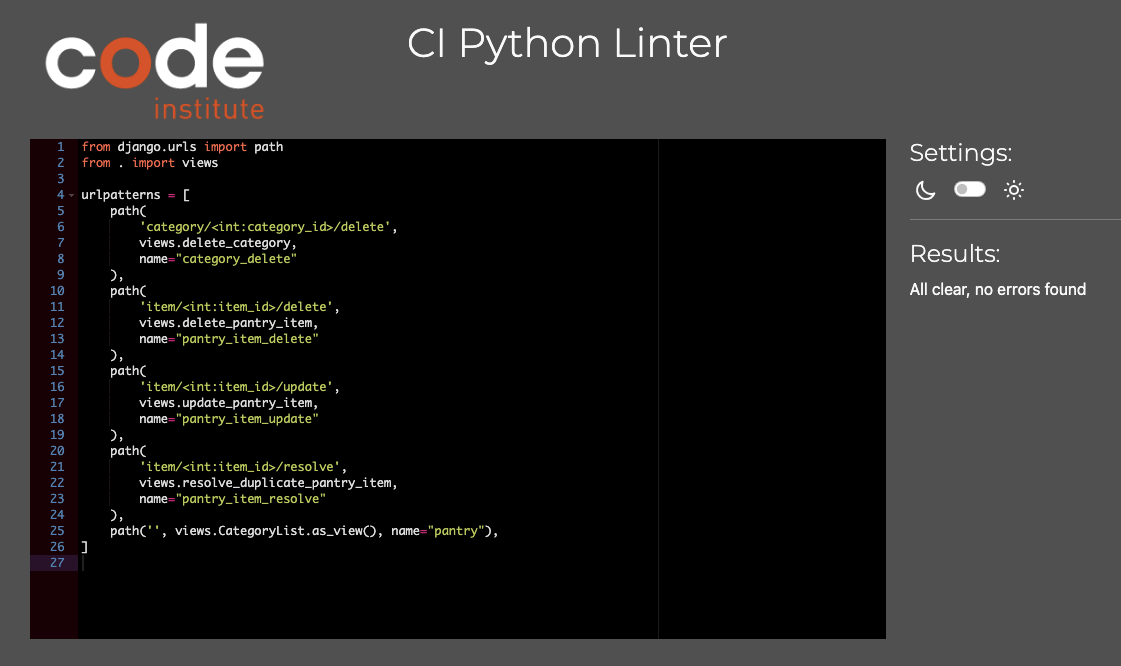 code
institute
CI Python Linter
1 from django.urls import path
2 from . import views
3
4 urlpatterns = [
5     path(
6         'category/<int:category_id>/delete',
7         views.delete_category,
8         name="category_delete"
9     ),
10     path(
11         'item/<int:item_id>/delete',
12         views.delete_pantry_item,
13         name="pantry_item_delete"
14     ),
15     path(
16         'item/<int:item_id>/update',
17         views.update_pantry_item,
18         name="pantry_item_update"
19     ),
20     path(
21         'item/<int:item_id>/resolve',
22         views.resolve_duplicate_pantry_item,
23         name="pantry_item_resolve"
24     ),
25     path('', views.CategoryList.as_view(), name="pantry"),
26 ]
27
Settings:
Results:
All clear, no errors found